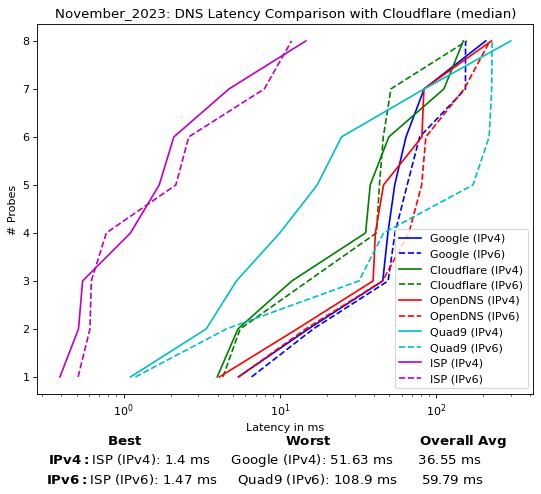 November_2023: DNS Latency Comparison with Cloudflare (median)
8
7
6
5
4
3
2
1
# Probes
Google (IPv4)
Google (IPv6)
Cloudflare (IPv4)
Cloudflare (IPv6)
OpenDNS (IPv4)
OpenDNS (IPv6)
Quad9 (IPv4)
Quad9 (IPv6)
ISP (IPv4)
ISP (IPv6)
10⁰ 10¹ 10²
Latency in ms
Best Worst Overall Avg
IPv4: ISP (IPv4): 1.4 ms Google (IPv4): 51.63 ms 36.55 ms
IPv6: ISP (IPv6): 1.47 ms Quad9 (IPv6): 108.9 ms 59.79 ms